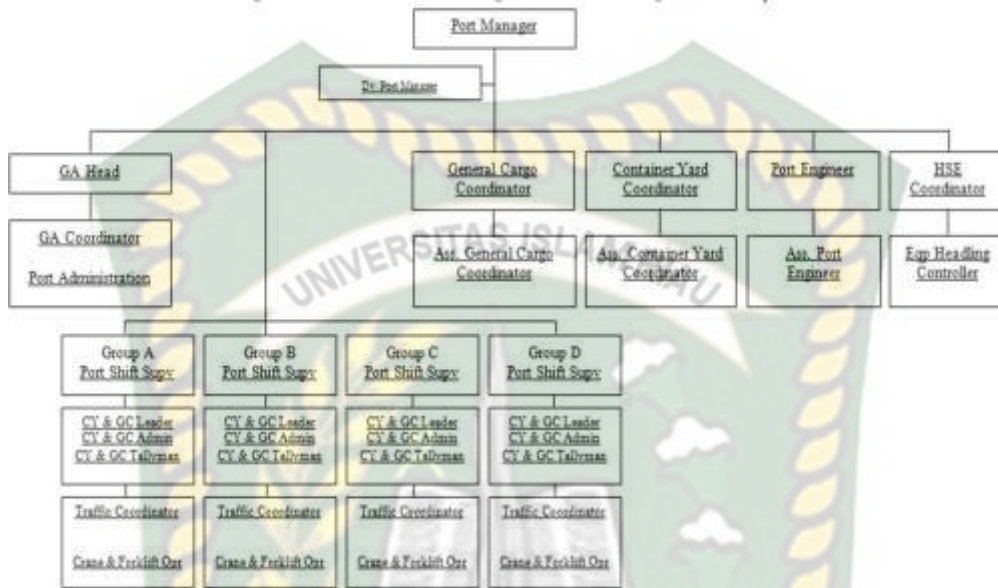 Port Manager
Dy Port Manager
GA Head
General Cargo
Coordinator
Container Yard
Coordinator
Port Engineer
HSE
Coordinator
GA Coordinator
Port Administration
Ass. General Cargo
Coordinator
Ass. Container Yard
Coordinator
Ass. Port
Engineer
Eqp Headling
Controller
UNIVERSITAS ISLAM RIAU
Group A
Port Shift Supv
Group B
Port Shift Supv
Group C
Port Shift Supv
Group D
Port Shift Supv
CY & GC Leader
CY & GC Admin
CY & GC Tallyman
CY & GC Leader
CY & GC Admin
CY & GC Tallyman
CY & GC Leader
CY & GC Admin
CY & GC Tallyman
CY & GC Leader
CY & GC Admin
CY & GC Tallyman
Traffic Coordinator
Crane & Forklift Opr
Traffic Coordinator
Crane & Forklift Opr
Traffic Coordinator
Crane & Forklift Opr
Traffic Coordinator
Crane & Forklift Opr